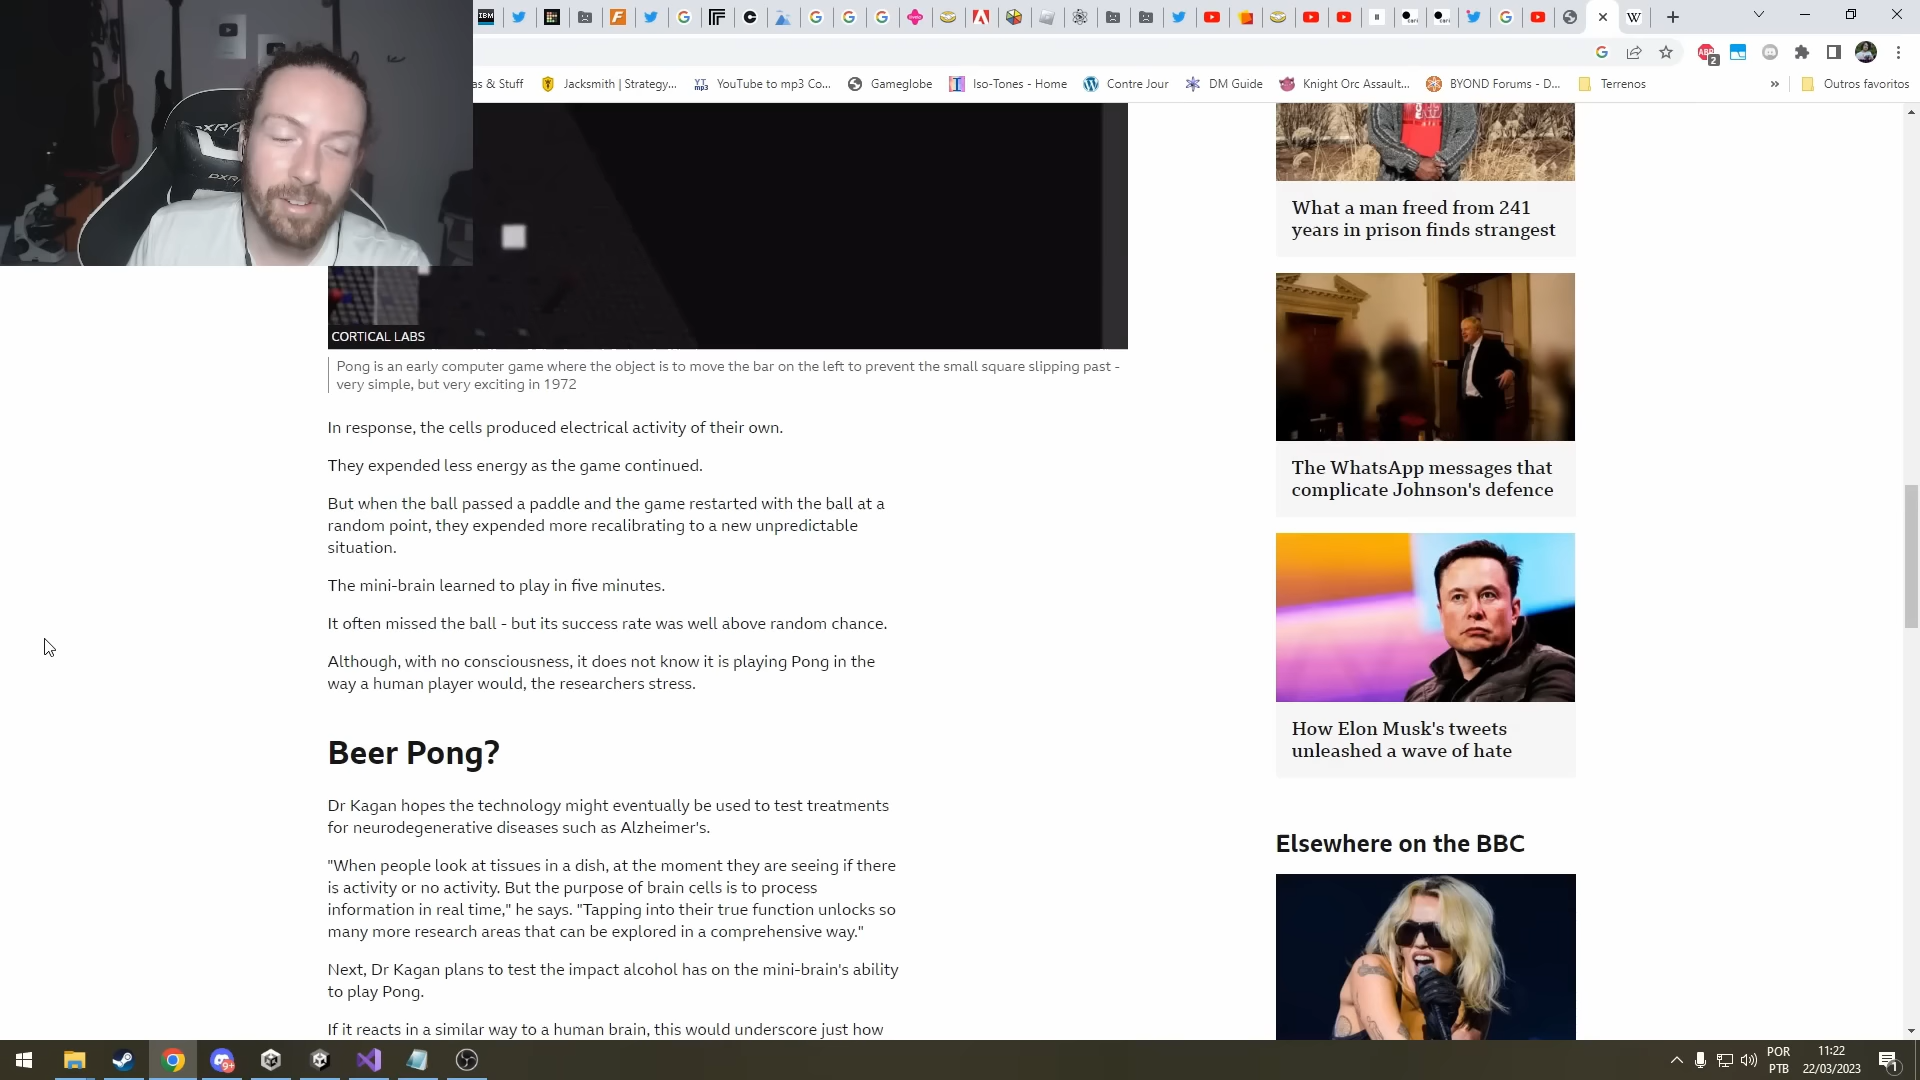 IBM
as & Stuff
Jacksmith | Strategy...
YouTube to mp3 Co...
Gameglobe
Iso-Tones - Home
Contre Jour
DM Guide
Knight Orc Assault...
BYOND Forums - D...
Terrenos
»
Outros favoritos
ABP
2
DXRA
CORTICAL LABS
Pong is an early computer game where the object is to move the bar on the left to prevent the small square slipping past -
very simple, but very exciting in 1972
In response, the cells produced electrical activity of their own.
They expended less energy as the game continued.
But when the ball passed a paddle and the game restarted with the ball at a
random point, they expended more recalibrating to a new unpredictable
situation.
The mini-brain learned to play in five minutes.
It often missed the ball - but its success rate was well above random chance.
Although, with no consciousness, it does not know it is playing Pong in the
way a human player would, the researchers stress.
Beer Pong?
Dr Kagan hopes the technology might eventually be used to test treatments
for neurodegenerative diseases such as Alzheimer's.
"When people look at tissues in a dish, at the moment they are seeing if there
is activity or no activity. But the purpose of brain cells is to process
information in real time," he says. "Tapping into their true function unlocks so
many more research areas that can be explored in a comprehensive way."
Next, Dr Kagan plans to test the impact alcohol has on the mini-brain's ability
to play Pong.
If it reacts in a similar way to a human brain, this would underscore just how
What a man freed from 241
years in prison finds strangest
The WhatsApp messages that
complicate Johnson's defence
How Elon Musk's tweets
unleashed a wave of hate
Elsewhere on the BBC
9+
POR
PTB
11:22
22/03/2023
1